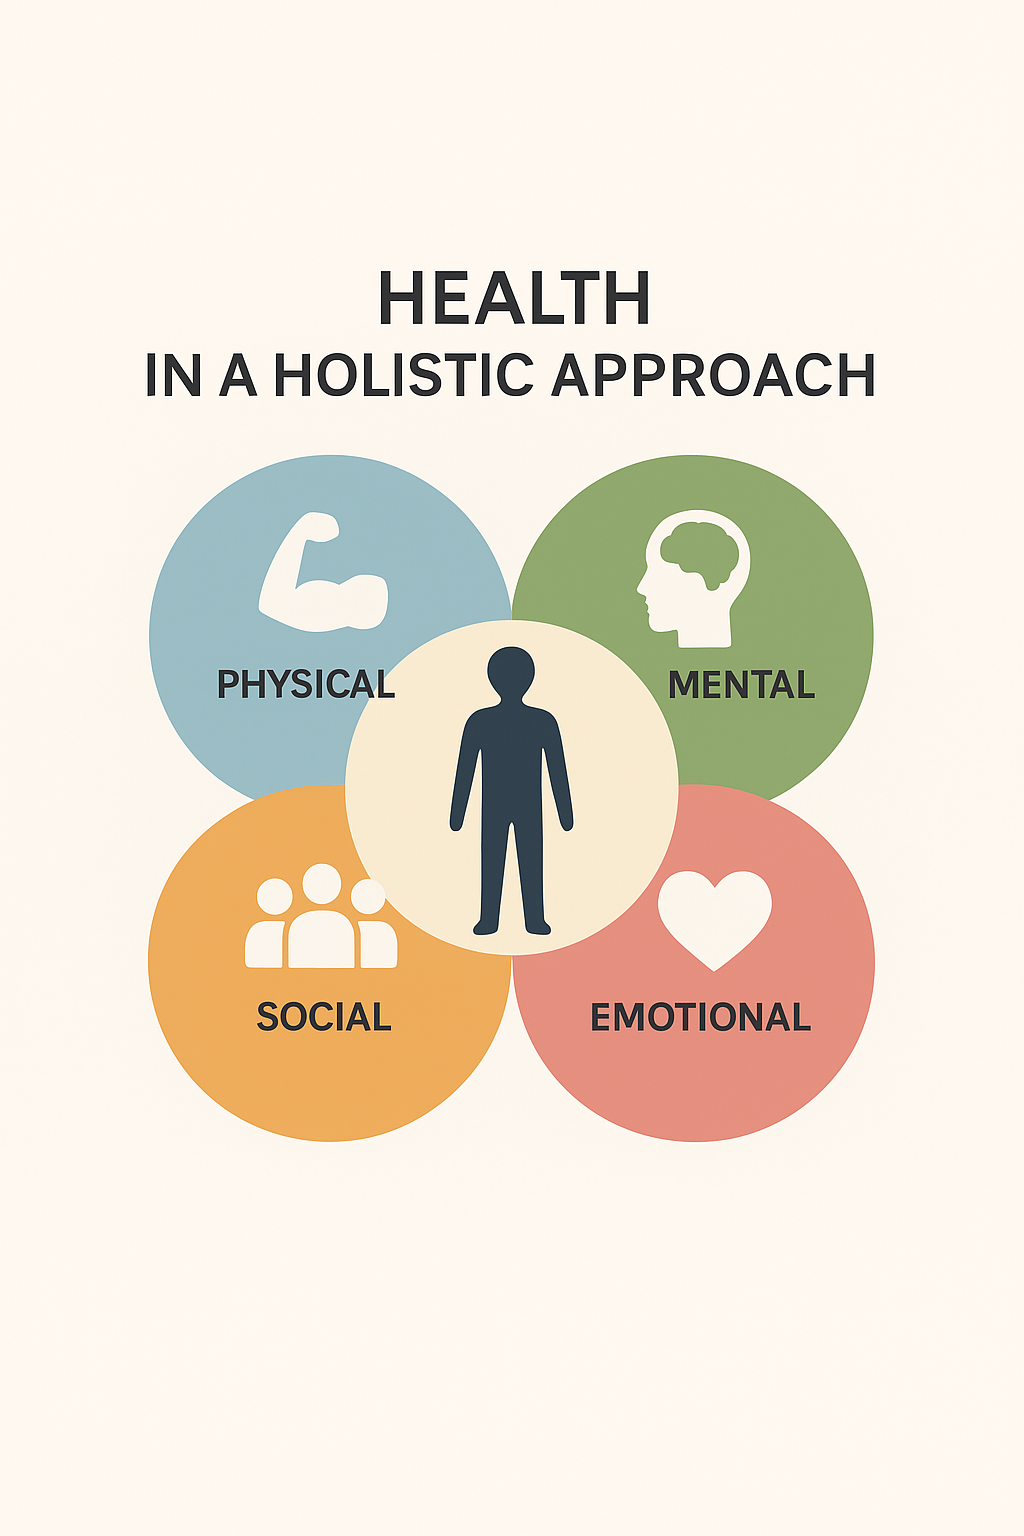 HEALTH
IN A HOLISTIC APPROACH
PHYSICAL
MENTAL
SOCIAL
EMOTIONAL